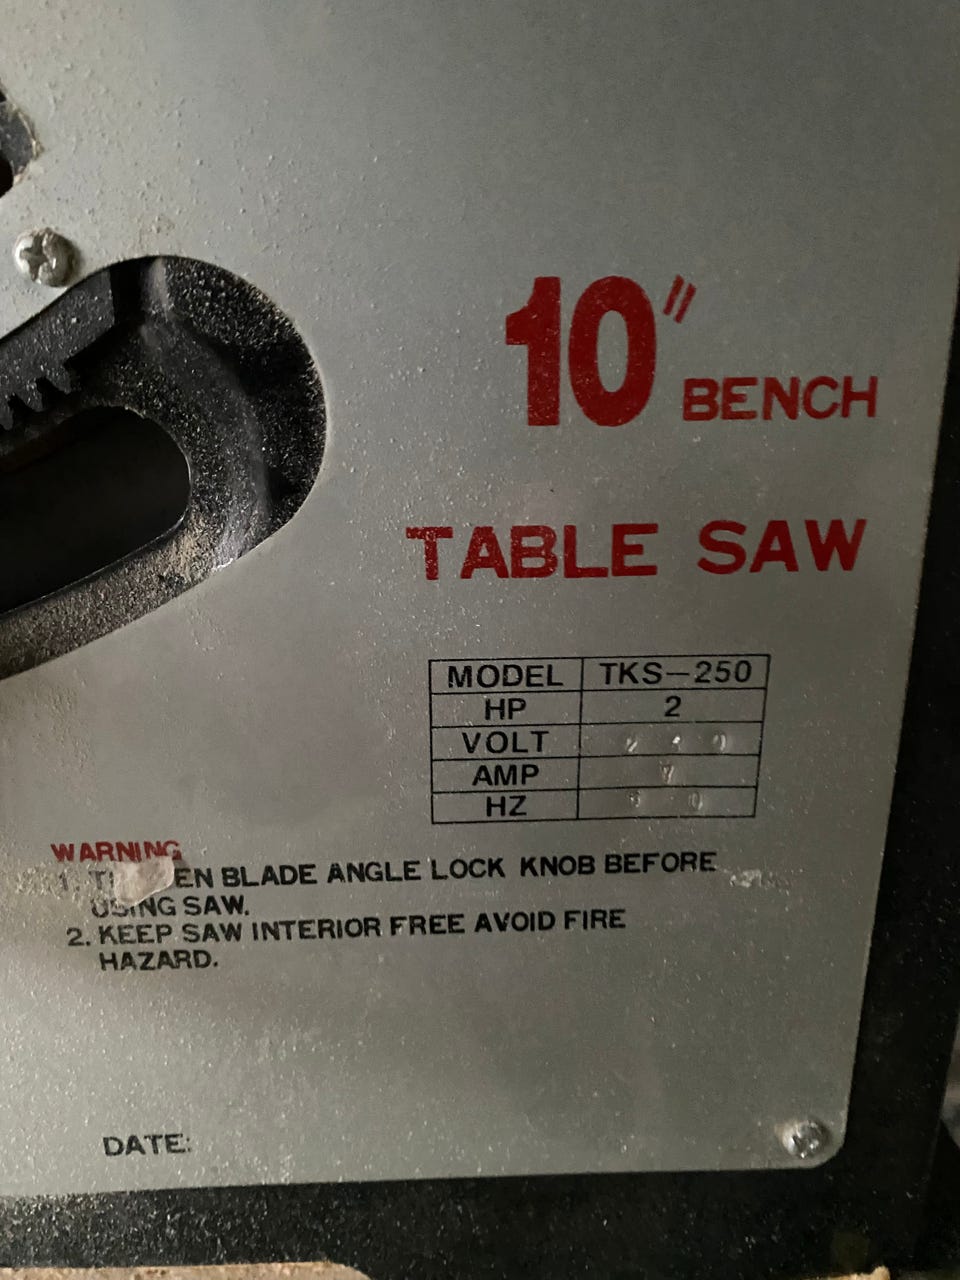 10" BENCH
TABLE SAW
MODEL TKS-250
HP 2
VOLT
AMP
HZ
WARNING
1. EN BLADE ANGLE LOCK KNOB BEFORE
USING SAW.
2. KEEP SAW INTERIOR FREE AVOID FIRE
HAZARD.
DATE: